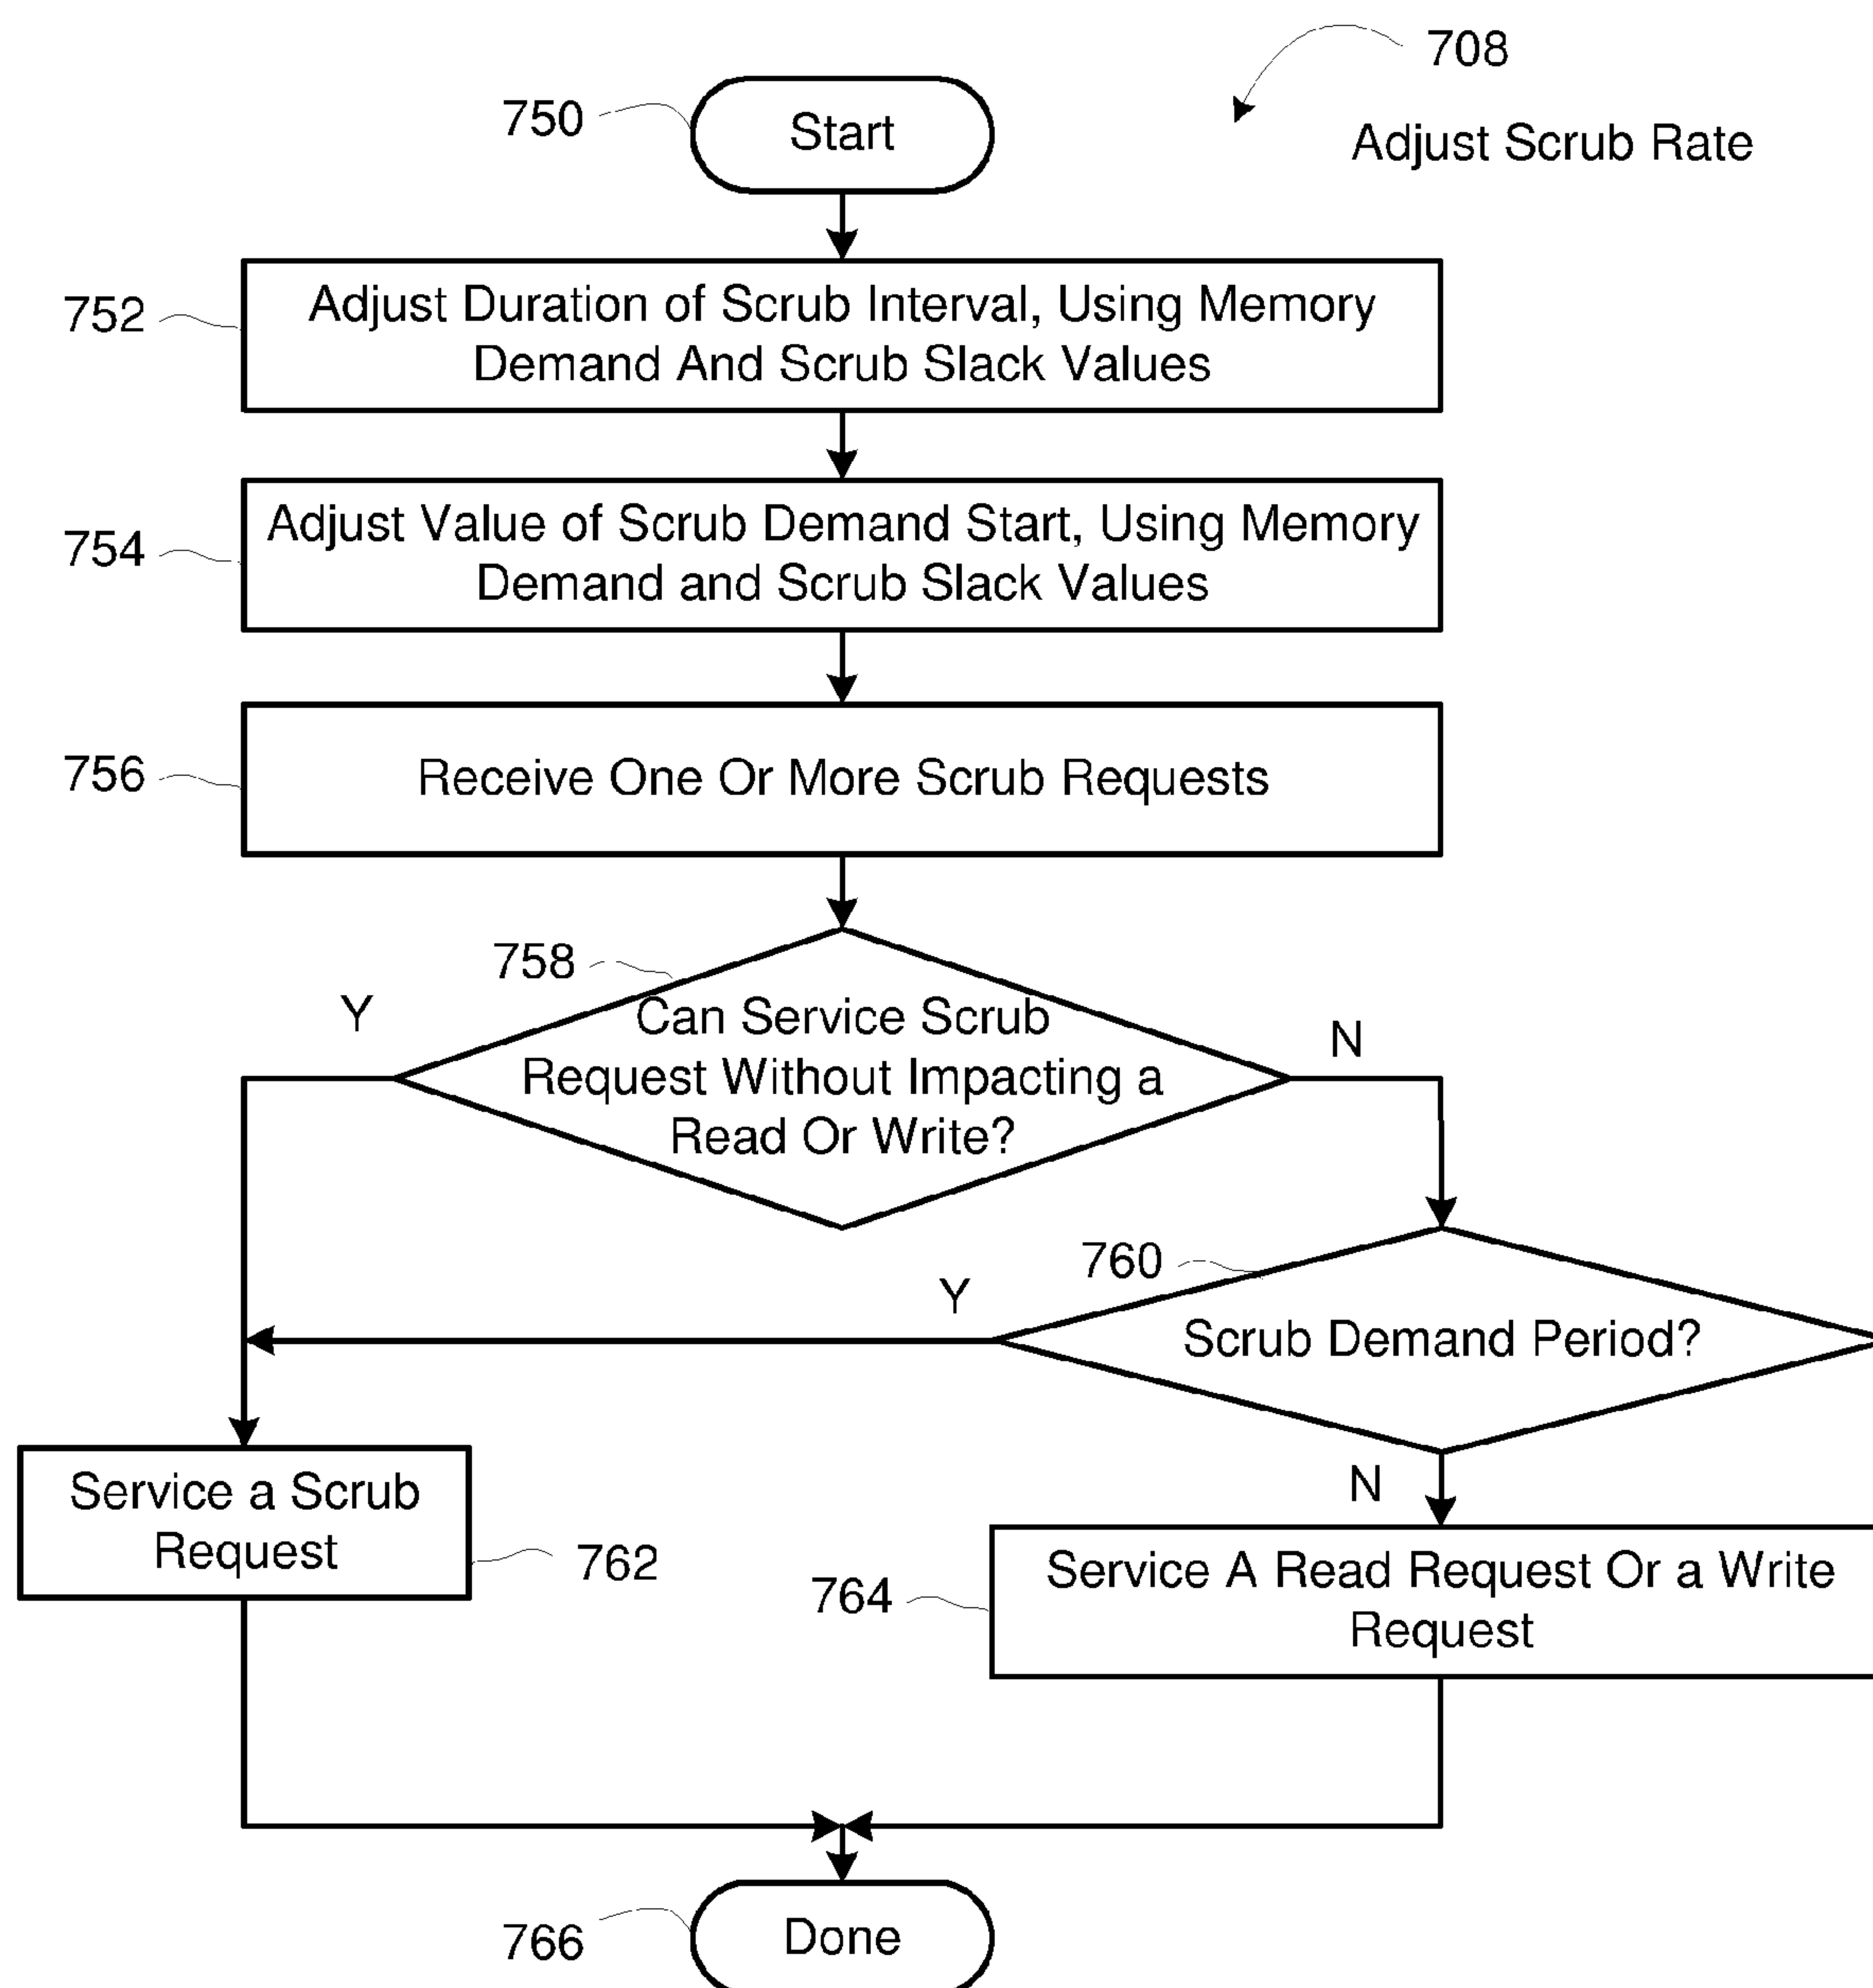 708
Adjust Scrub Rate
750
Start
752
Adjust Duration of Scrub Interval, Using Memory
Demand And Scrub Slack Values
754
Adjust Value of Scrub Demand Start, Using Memory
Demand and Scrub Slack Values
756
Receive One Or More Scrub Requests
758
Y
Can Service Scrub
Request Without Impacting a
Read Or Write?
N
760
Y
Scrub Demand Period?
N
Service a Scrub
Request
762
764
Service A Read Request Or a Write
Request
766
Done